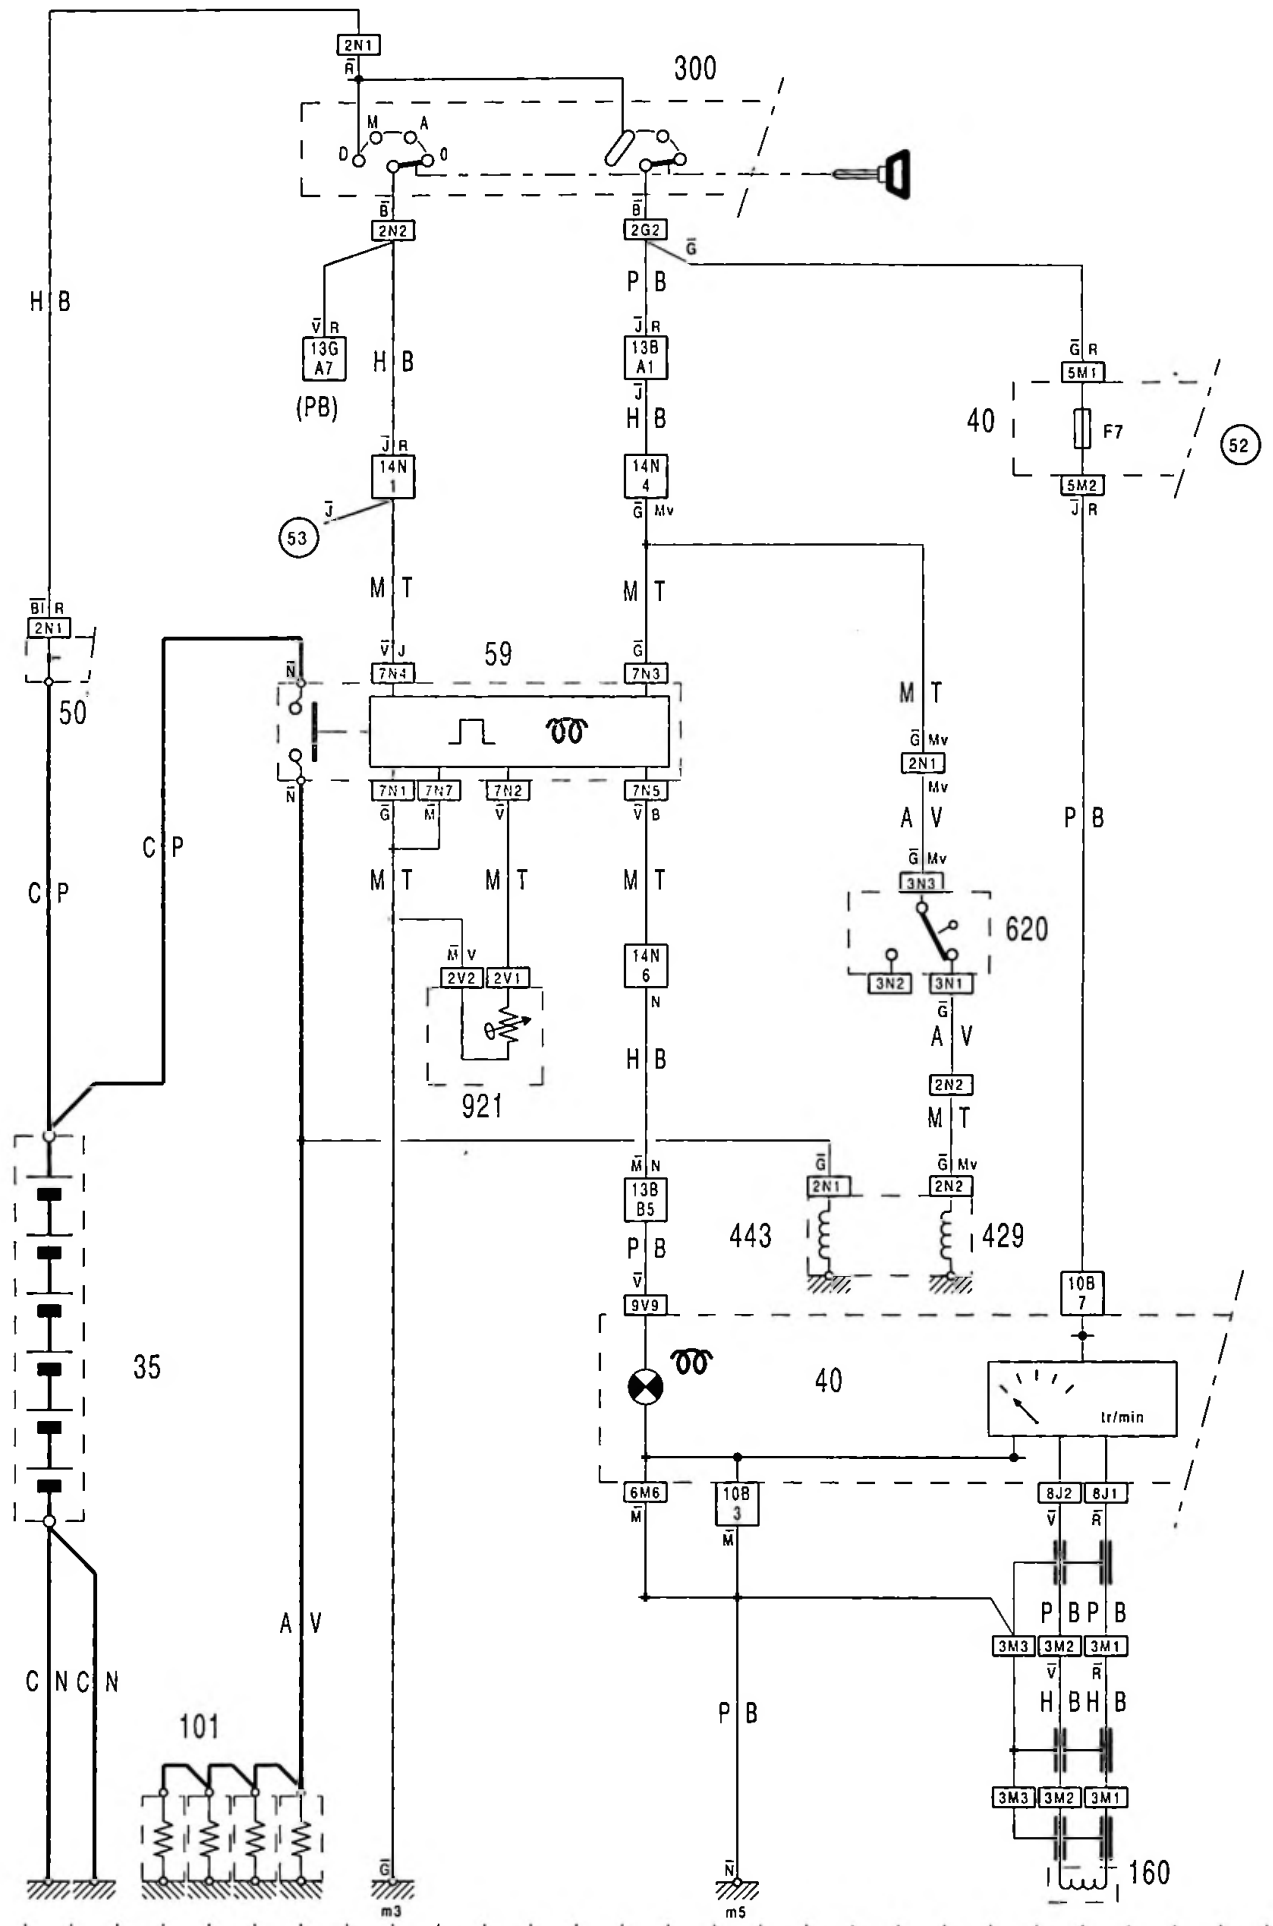 2N1
R̄
300
M A
D 0
B̄
2N2
B̄
2G2
Ḡ
P B
H B
V̄ R
13G
A7
(PB)
H B
J̄ R
13B
A1
J̄
H B
Ḡ R
5M1
40
F7
52
5M2
J̄ R
J̄ R
14N
1
J̄
53
14N
4
Ḡ Mv
M T
M T
B̄Ī R
2N1
50
N̄
V̄ J
7N4
59
Ḡ
7N3
M T
Ḡ Mv
2N1
Mv
A V
Ḡ Mv
3N3
620
3N2
3N1
Ḡ
A V
2N2
M T
Ḡ Mv
2N2
N̄
7N1
7N7
7N2
7N5
Ḡ
M̄
V̄
V̄ B
C P
C P
M T
M T
M T
P B
M̄ V
2V2
2V1
921
14N
6
N
H B
M̄ N
13B
B5
P B
V̄
9V9
Ḡ
2N1
443
429
10B
7
35
40
tr/min
6M6
M̄
10B
3
M̄
8J2
8J1
V̄
R̄
P B P B
3M3
3M2
3M1
V̄
R̄
H B H B
3M3
3M2
3M1
160
A V
C N C N
P B
101
Ḡ
m3
N̄
m5